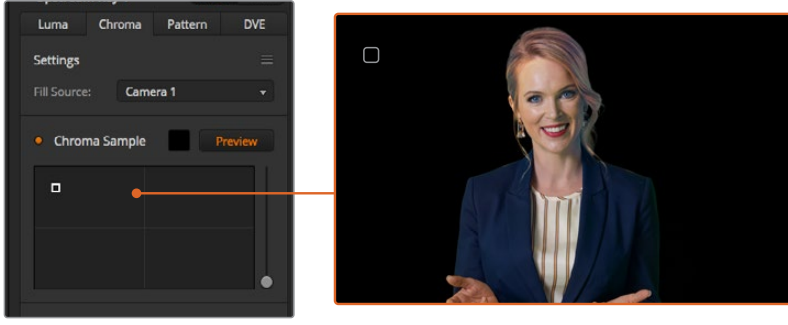 Luma Chroma Pattern DVE
Settings
Fill Source: Camera 1
Chroma Sample Preview